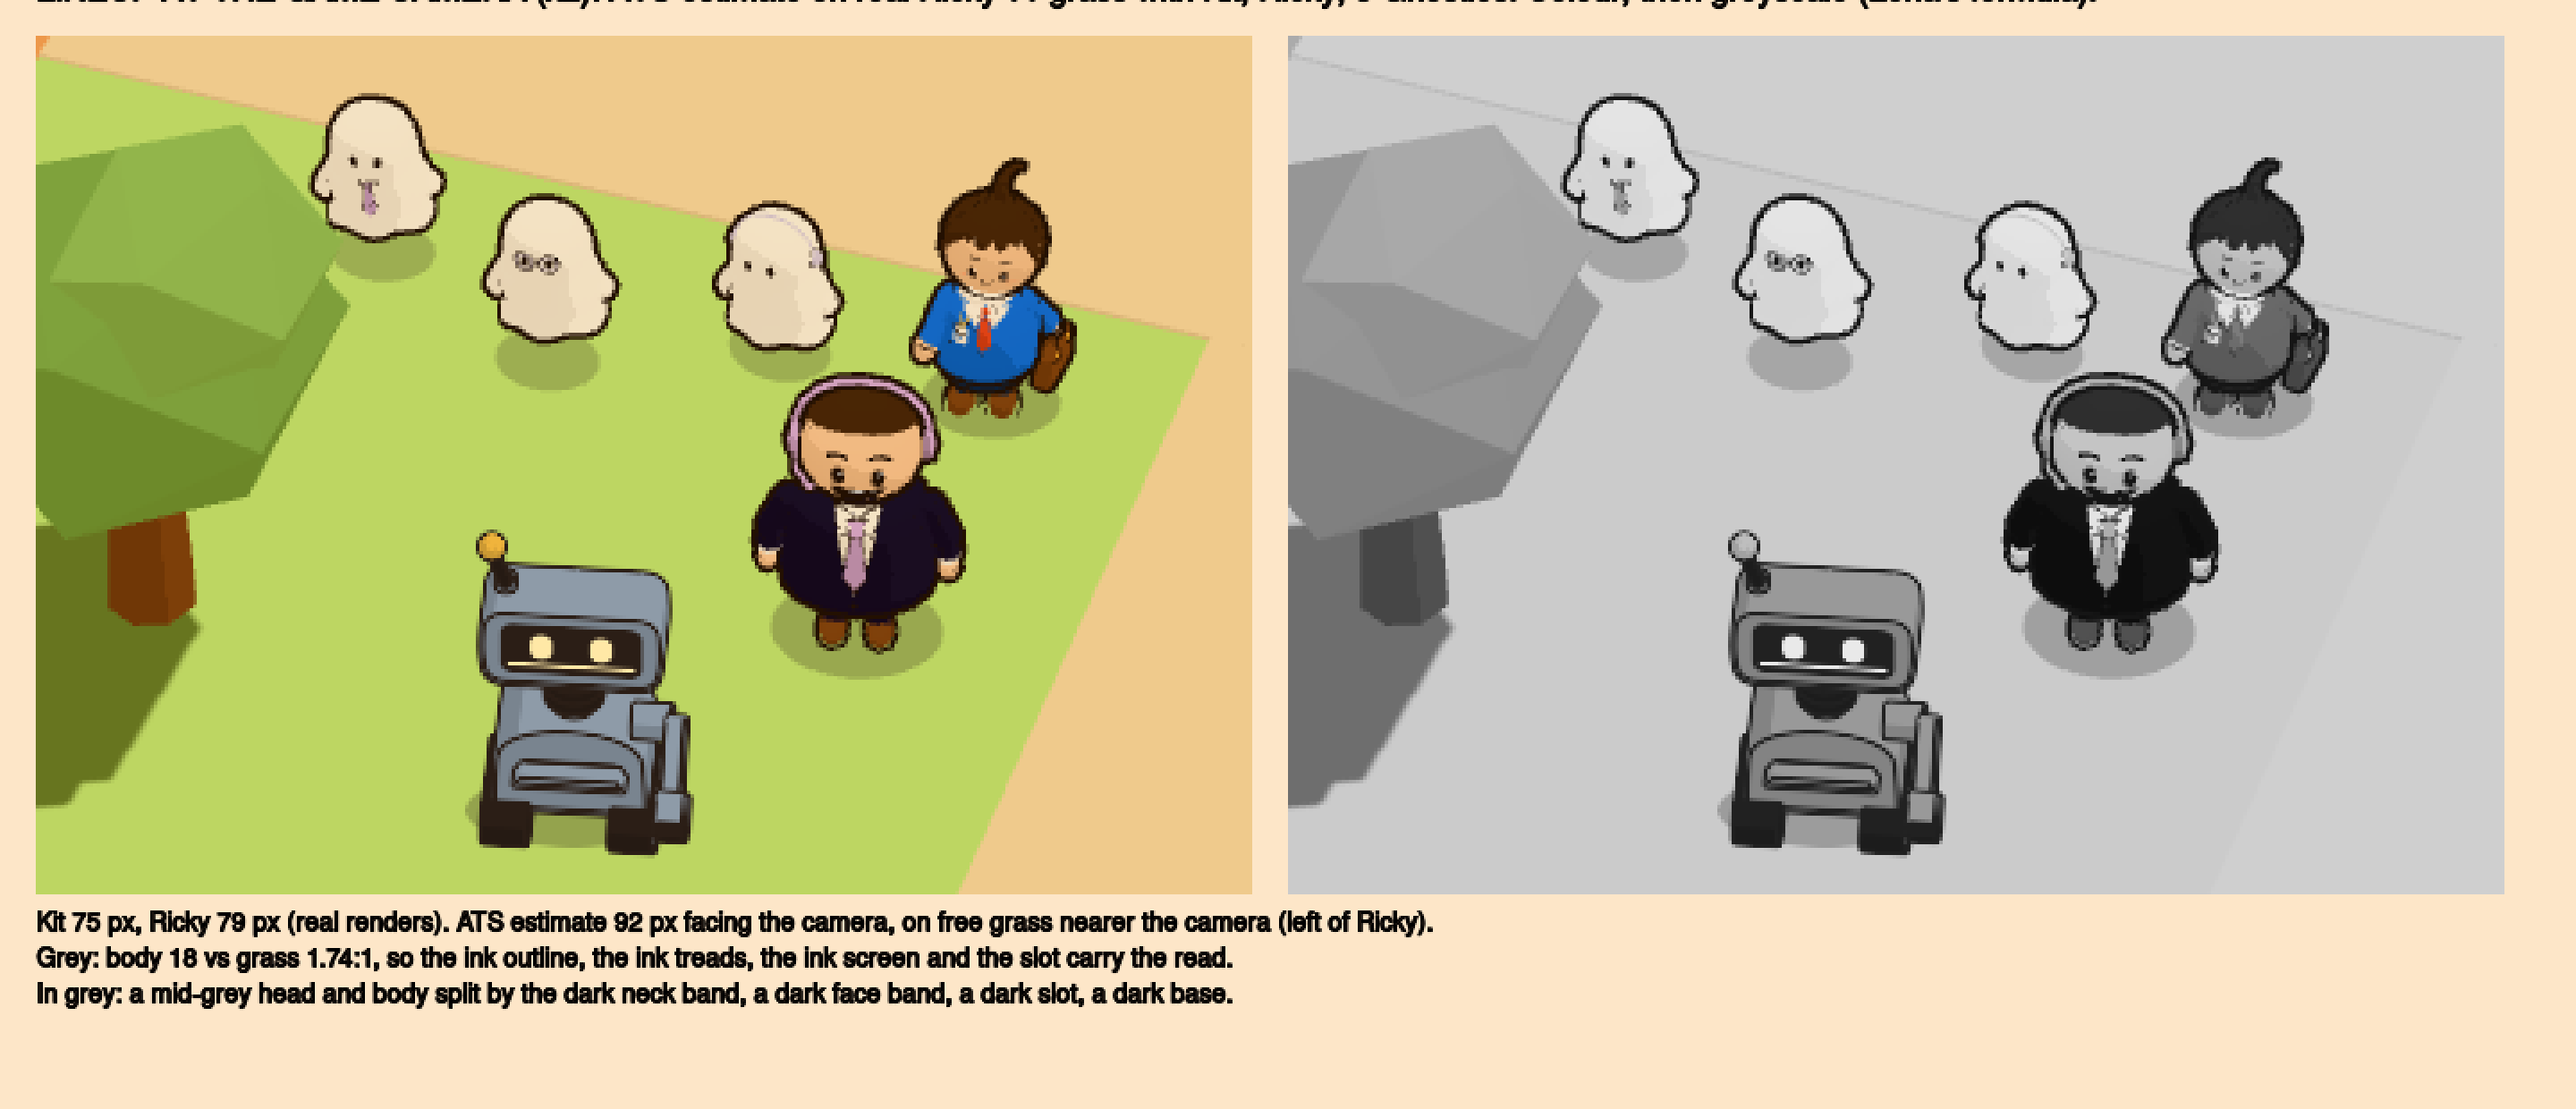 Kit 75 px, Ricky 79 px (real renders). ATS estimate 92 px facing the camera, on free grass nearer the camera (left of Ricky).
Grey: body 18 vs grass 1.74:1, so the ink outline, the ink treads, the ink screen and the slot carry the read.
In grey: a mid-grey head and body split by the dark neck band, a dark face band, a dark slot, a dark base.